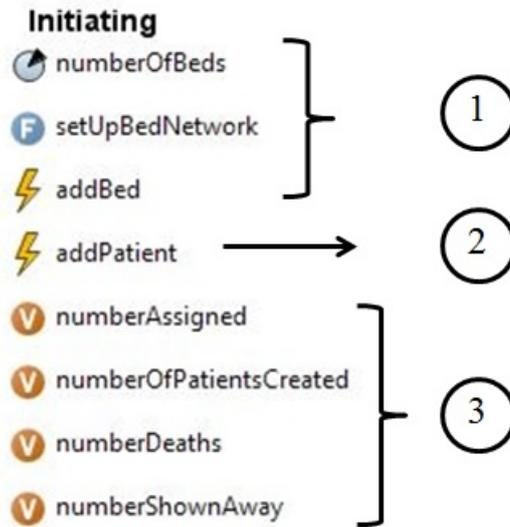 Initiating
numberOfBeds
F setUpBedNetwork
addBed
addPatient
V numberAssigned
V numberOfPatientsCreated
V numberDeaths
V numberShownAway
1
2
3